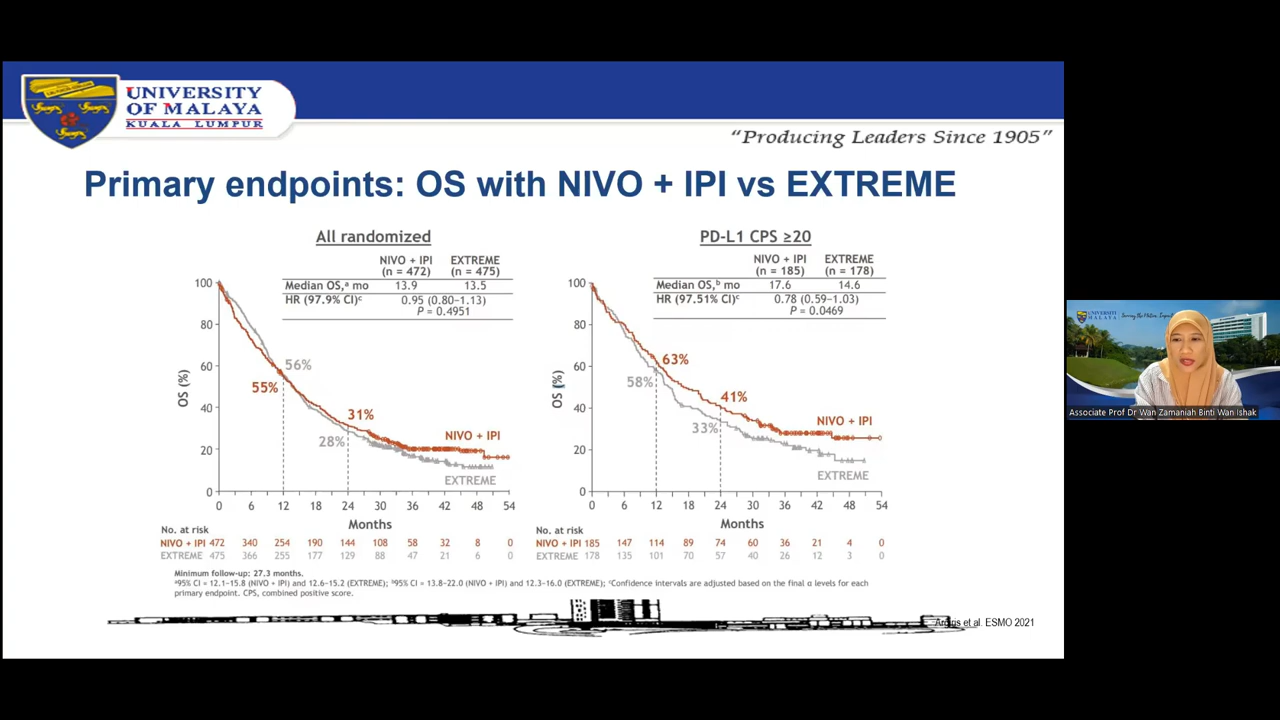 UNIVERSITY
OF MALAYA
KUALA LUMPUR
“Producing Leaders Since 1905”
Primary endpoints: OS with NIVO + IPI vs EXTREME
All randomized
NIVO + IPI EXTREME
(n = 472) (n = 475)
Median OS,ᵃ mo 13.9 13.5
HR (97.9% CI)ᶜ 0.95 (0.80–1.13)
P = 0.4951
OS (%)
100
80
60
40
20
0
56%
55%
31%
28%
NIVO + IPI
EXTREME
0 6 12 18 24 30 36 42 48 54
Months
No. at risk
NIVO + IPI 472 340 254 190 144 108 58 32 8 0
EXTREME 475 366 255 177 129 88 47 21 6 0
PD-L1 CPS ≥20
NIVO + IPI EXTREME
(n = 185) (n = 178)
Median OS,ᵇ mo 17.6 14.6
HR (97.51% CI)ᶜ 0.78 (0.59–1.03)
P = 0.0469
OS (%)
100
80
60
40
20
0
63%
58%
41%
33%
NIVO + IPI
EXTREME
0 6 12 18 24 30 36 42 48 54
Months
No. at risk
NIVO + IPI 185 147 114 89 74 60 36 21 4 0
EXTREME 178 135 101 70 57 40 26 12 3 0
Minimum follow-up: 27.3 months.
ᵃ95% CI = 12.1–15.8 (NIVO + IPI) and 12.6–15.2 (EXTREME); ᵇ95% CI = 13.8–22.0 (NIVO + IPI) and 12.3–16.0 (EXTREME); ᶜConfidence intervals are adjusted based on the final α levels for each
primary endpoint. CPS, combined positive score.
et al. ESMO 2021
UNIVERSITY
OF MALAYA
Associate Prof Dr Wan Zamaniah Binti Wan Ishak